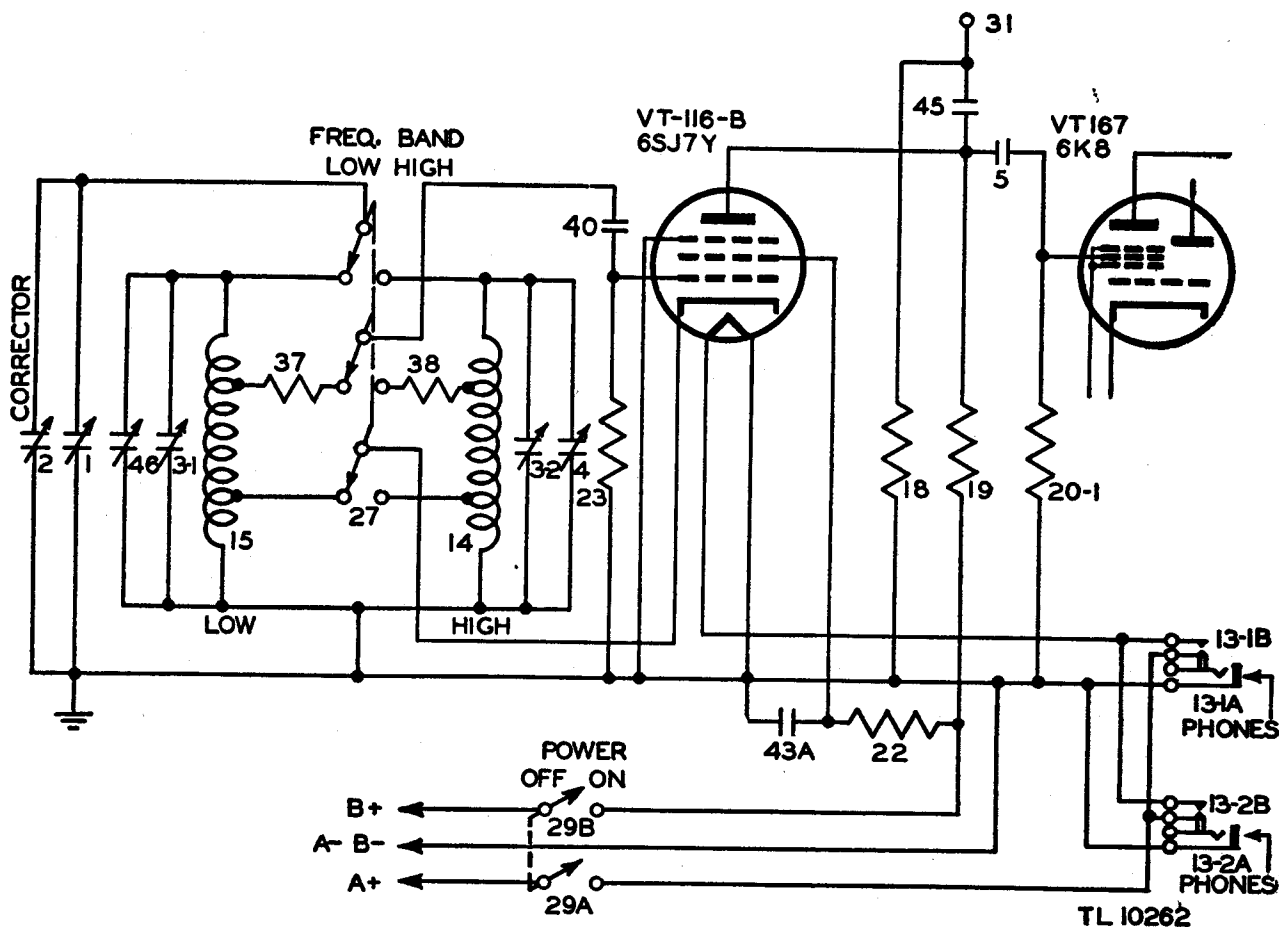 31
VT-116-B
6SJ7Y
45
VT167
6K8
FREQ. BAND
LOW HIGH
5
40
CORRECTOR
37
38
2
1
46
3-1
3-2
4
23
18
19
20-1
27
15
14
LOW
HIGH
13-1B
13-1A
PHONES
43A
22
POWER
OFF ON
B+
29B
13-2B
A- B-
13-2A
PHONES
A+
29A
TL 10262